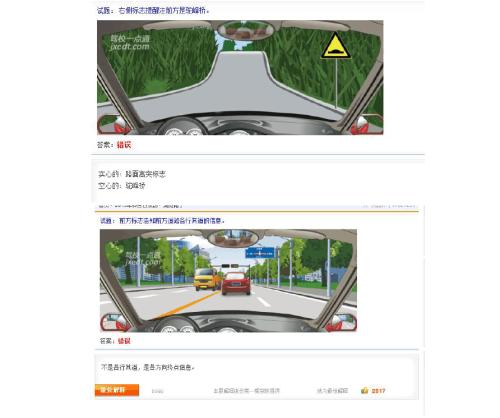 试题：右侧标志提醒注前方是驼峰桥。
驾校一点通
jxedt.com
答案：错误
实心的：路面高突标志
空心的：驼峰桥
试题：前方标志告知前方道路各行其道的信息。
驾校一点通
jxedt.com
答案：错误
不是各行其道，是各方向终点信息。
2517